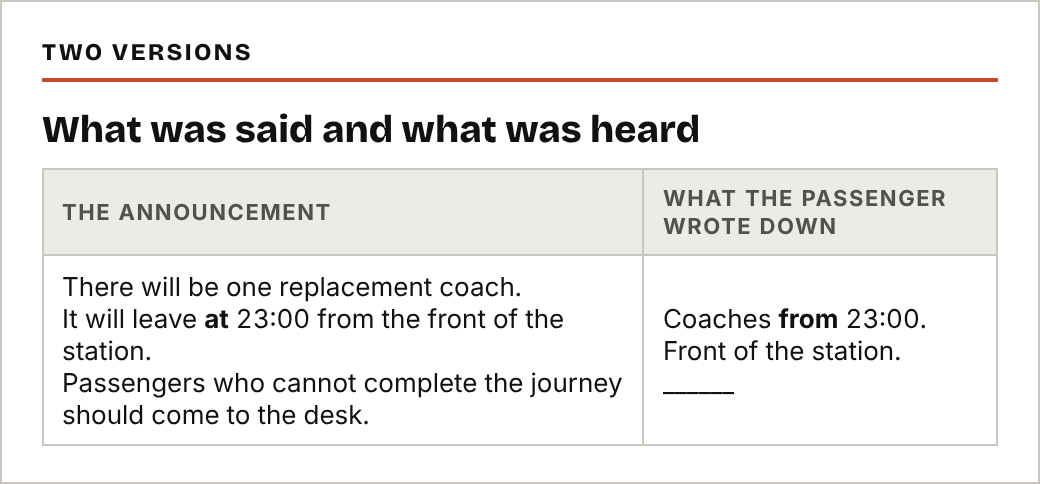 TWO VERSIONS
What was said and what was heard
THE ANNOUNCEMENT
WHAT THE PASSENGER
WROTE DOWN
There will be one replacement coach.
It will leave at 23:00 from the front of the
station.
Passengers who cannot complete the journey
should come to the desk.
Coaches from 23:00.
Front of the station.
______